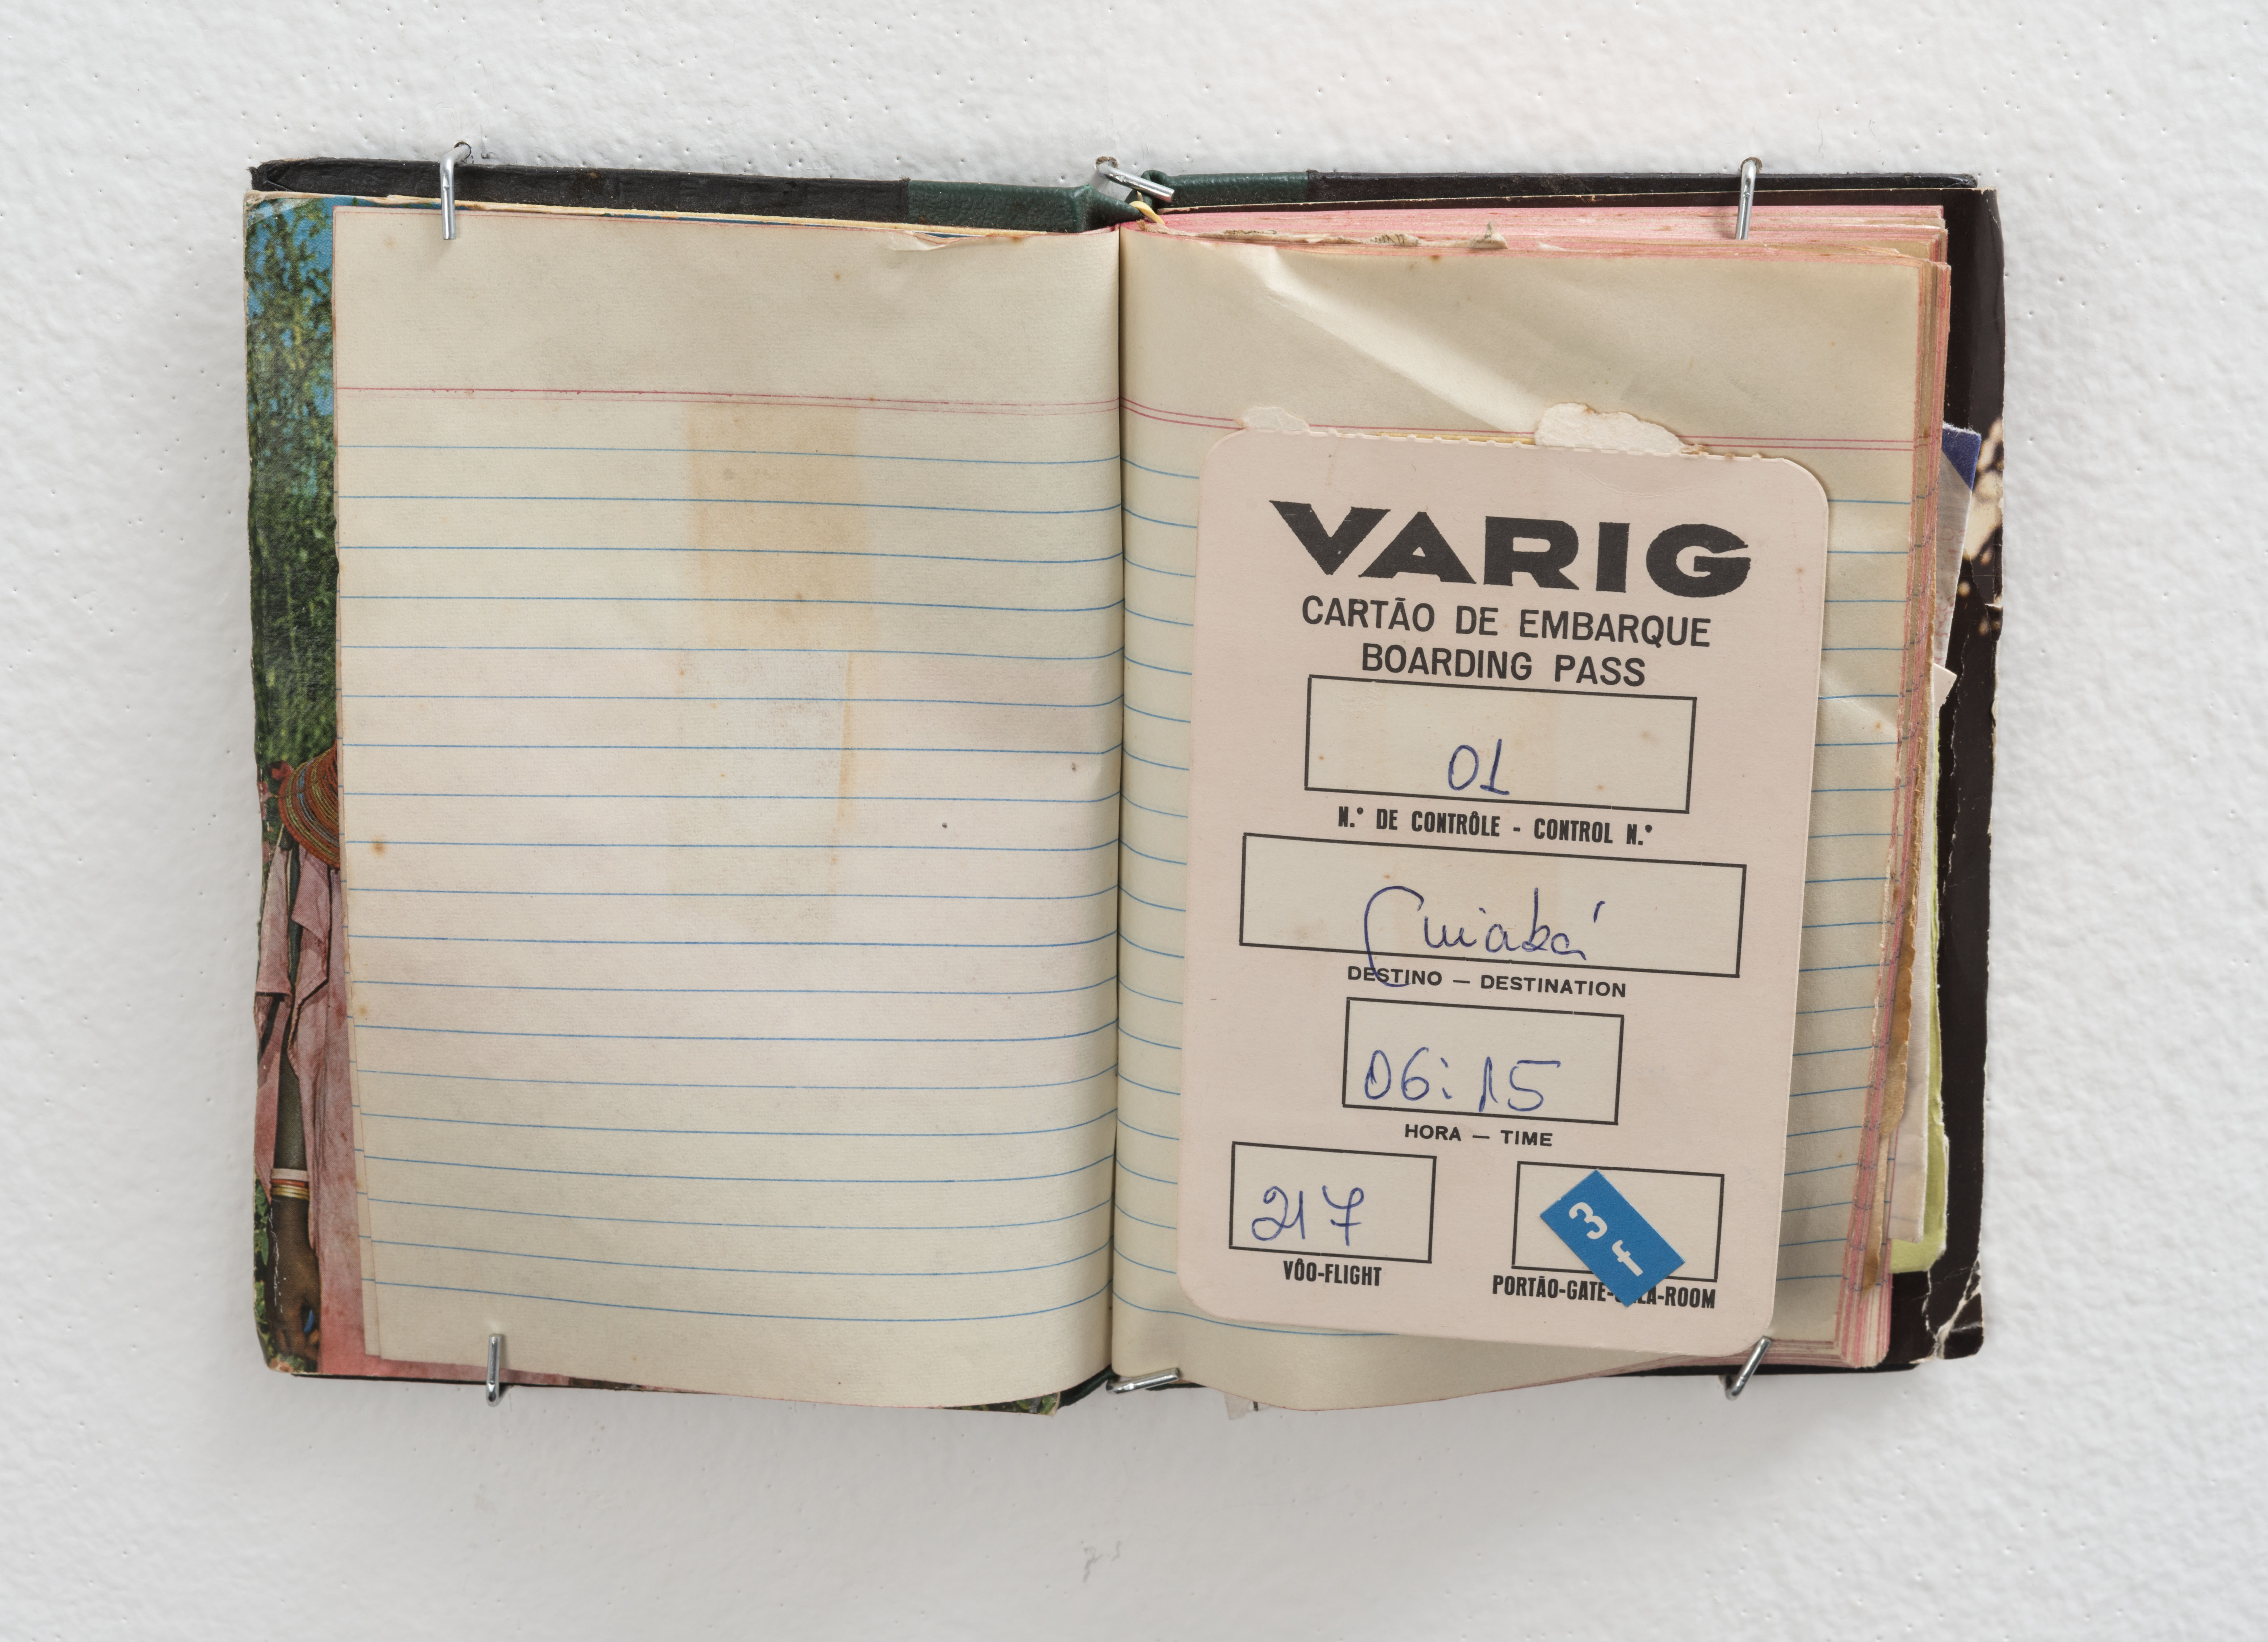 VARIG
CARTÃO DE EMBARQUE
BOARDING PASS
01
N.º DE CONTRÔLE - CONTROL N.º
Cuiabá
DESTINO — DESTINATION
06:15
HORA — TIME
217
VÔO-FLIGHT
3 f
PORTÃO-GATE-SALA-ROOM